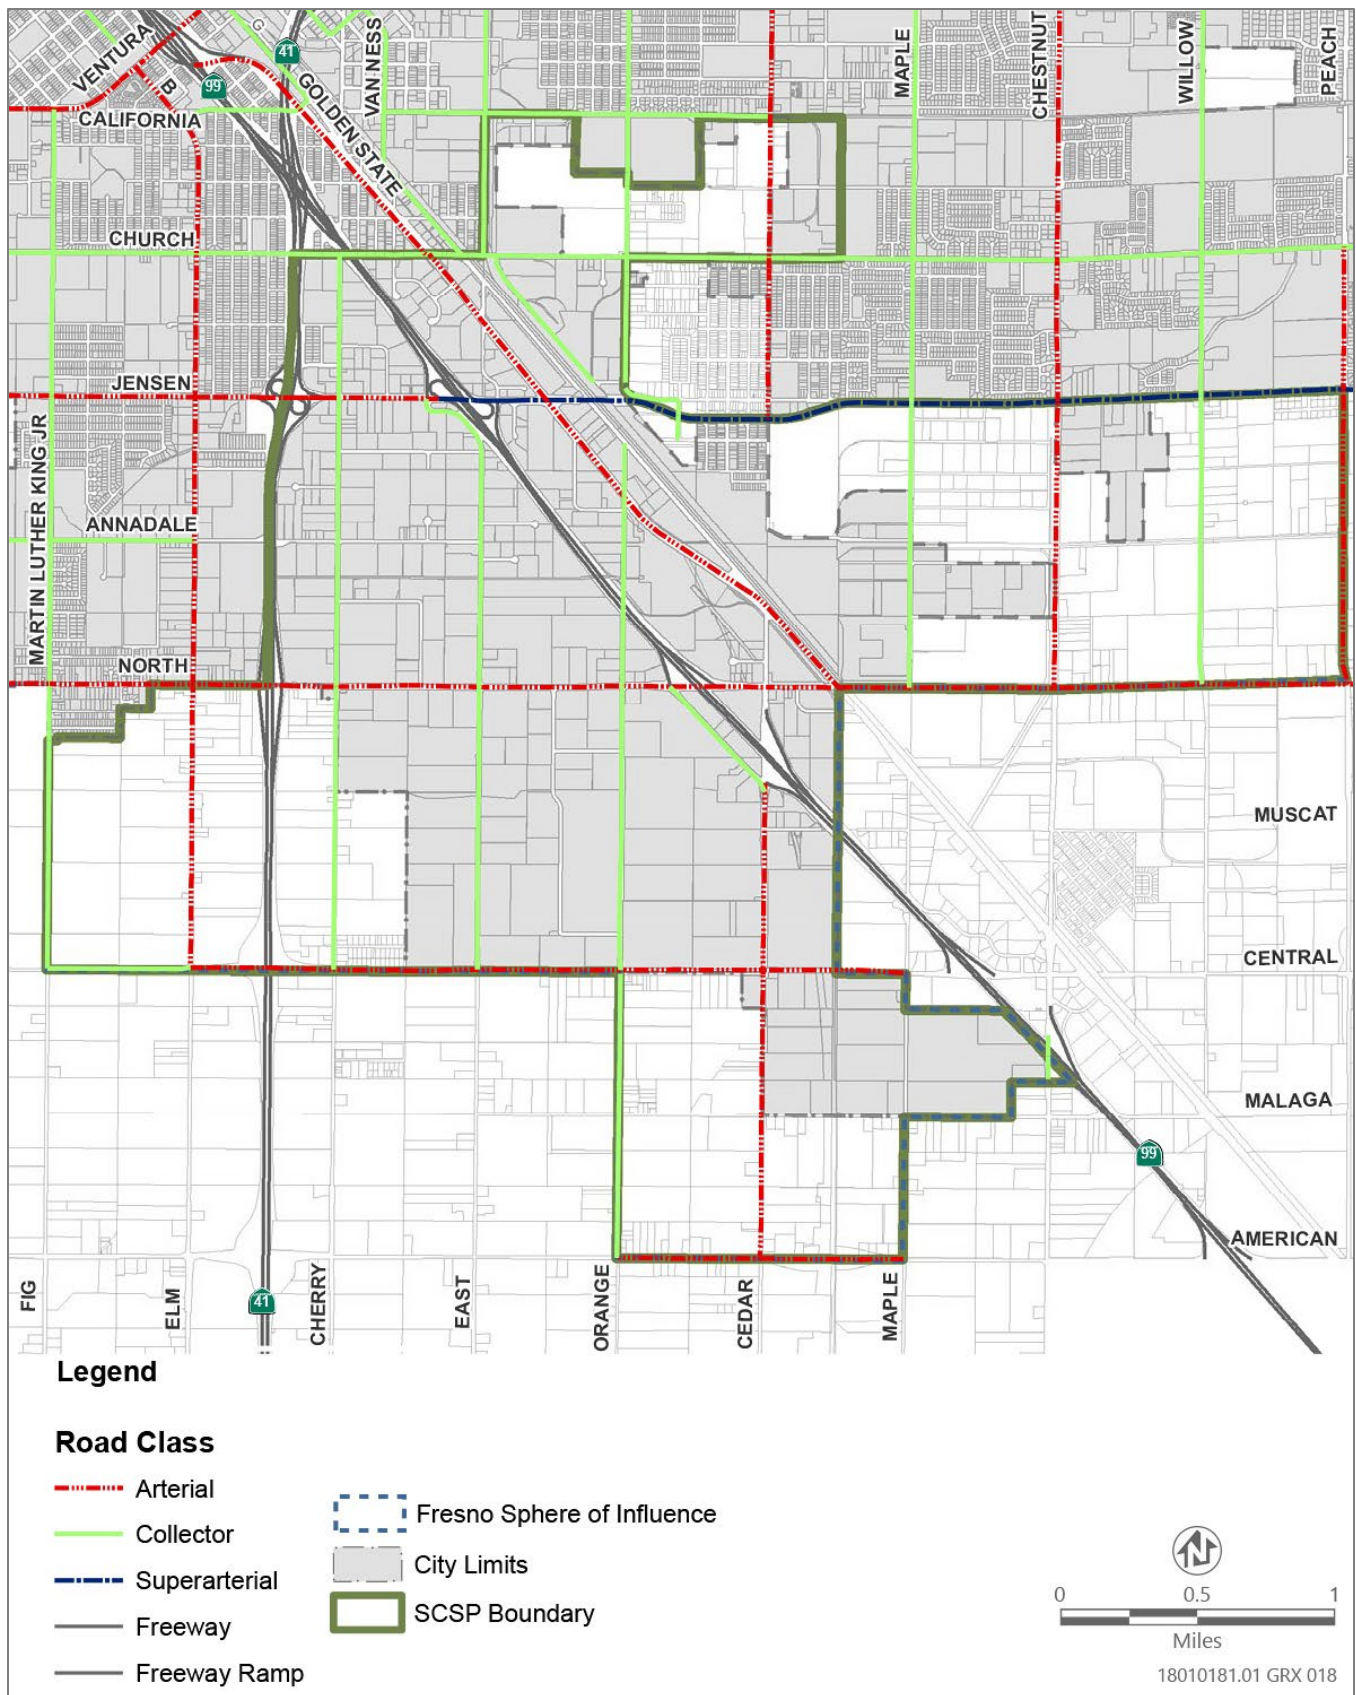 VENTURA
B
G
41
99
GOLDEN STATE
VAN NESS
MAPLE
CHESTNUT
WILLOW
PEACH
CALIFORNIA
CHURCH
JENSEN
MARTIN LUTHER KING JR
ANNADALE
NORTH
MUSCAT
CENTRAL
MALAGA
99
AMERICAN
FIG
ELM
41
CHERRY
EAST
ORANGE
CEDAR
MAPLE
Legend
Road Class
Arterial
Collector
Superarterial
Freeway
Freeway Ramp
Fresno Sphere of Influence
City Limits
SCSP Boundary
N
0 0.5 1
Miles
18010181.01 GRX 018